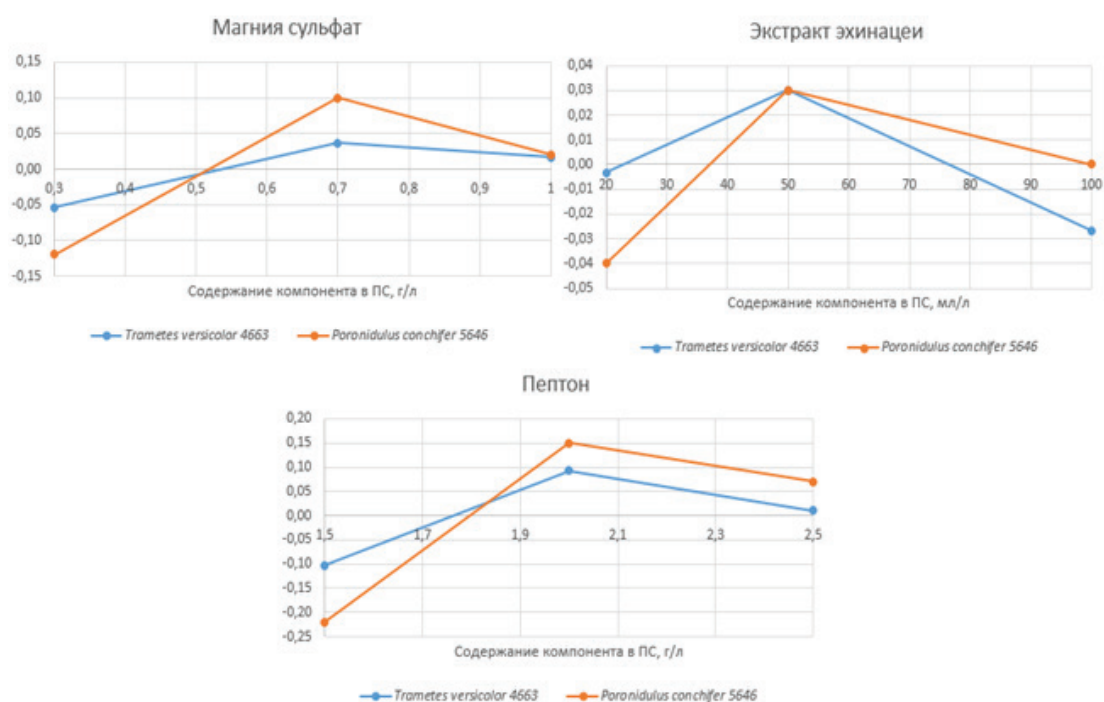 Магния сульфат
0,15
0,10
0,05
0,00
-0,05
-0,10
-0,15
0,3 0,4 0,5 0,6 0,7 0,8 0,9 1
Содержание компонента в ПС, г/л
Trametes versicolor 4663 Poronidulus conchifer 5646
Экстракт эхинацеи
0,04
0,03
0,02
0,01
0,00
-0,01
-0,02
-0,03
-0,04
-0,05
20 30 40 50 60 70 80 90 100
Содержание компонента в ПС, мл/л
Trametes versicolor 4663 Poronidulus conchifer 5646
Пептон
0,20
0,15
0,10
0,05
0,00
-0,05
-0,10
-0,15
-0,20
-0,25
1,5 1,7 1,9 2,1 2,3 2,5
Содержание компонента в ПС, г/л
Trametes versicolor 4663 Poronidulus conchifer 5646